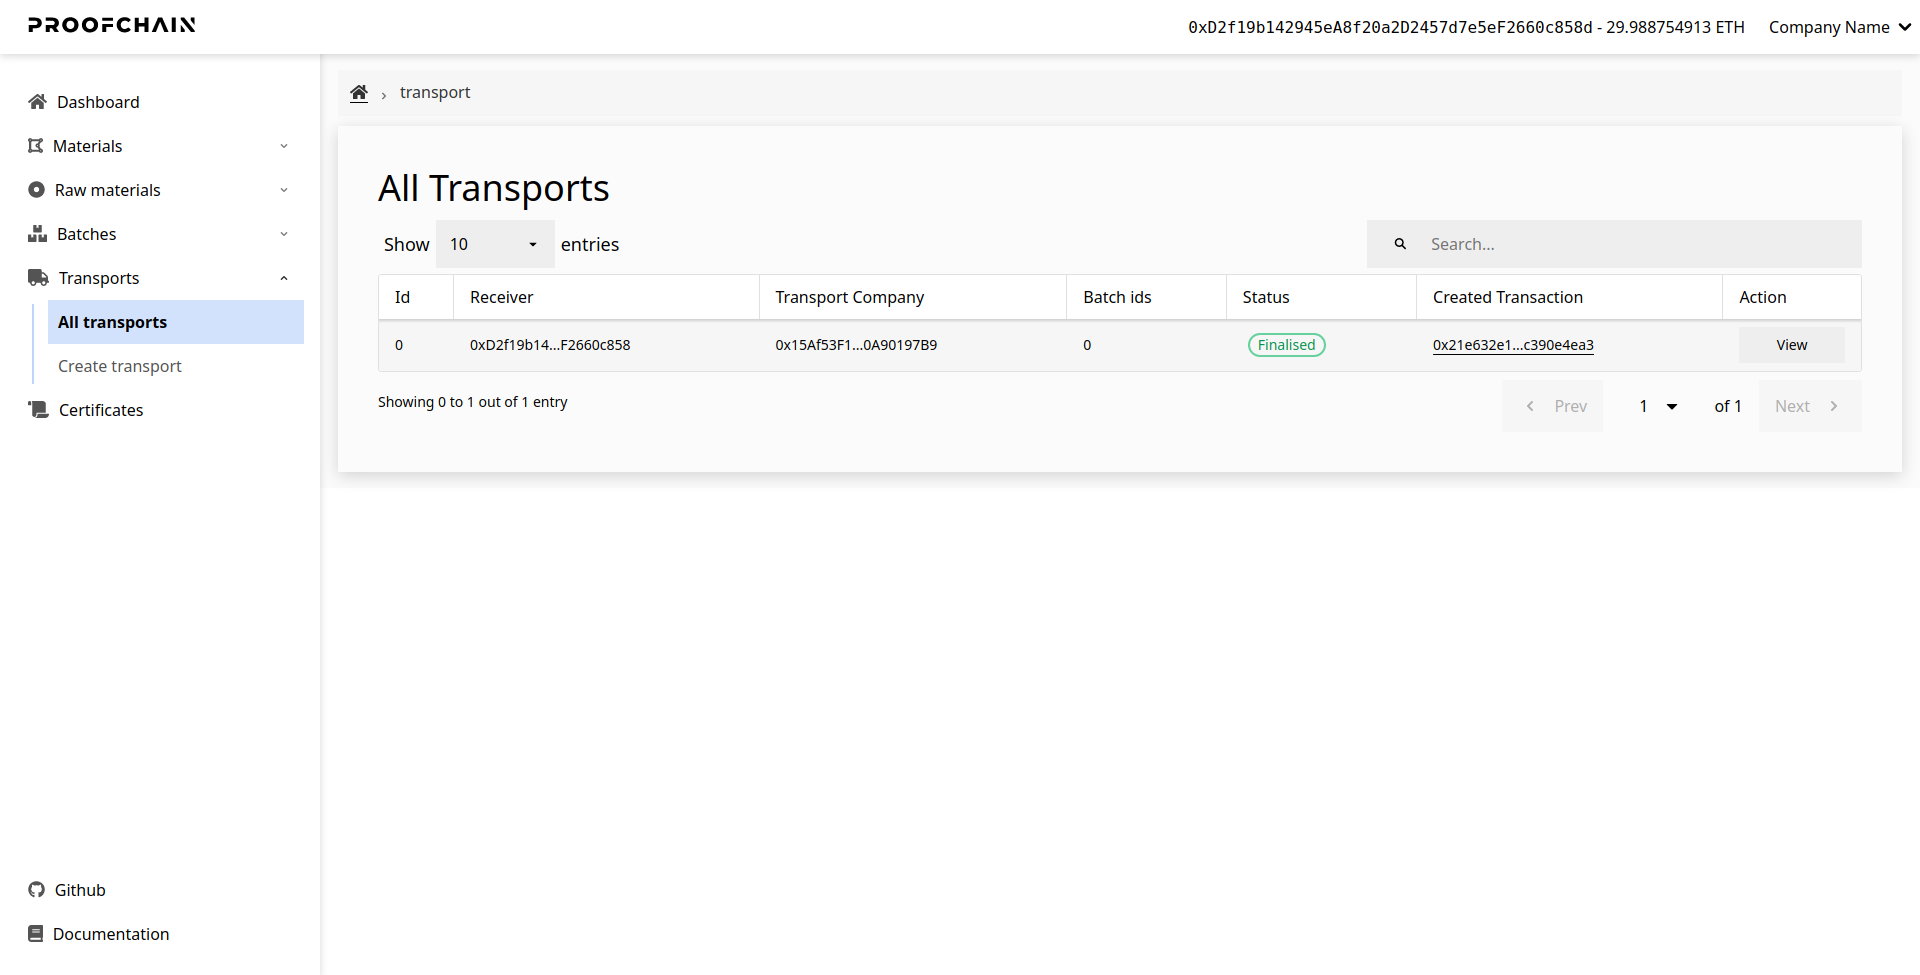 PROOFCHAIN
0xD2f19b142945eA8f20a2D2457d7e5eF2660c858d - 29.988754913 ETH
Company Name
Dashboard
Materials
Raw materials
Batches
Transports
All transports
Create transport
Certificates
Github
Documentation
transport
All Transports
Show 10 entries
Search...
Id Receiver Transport Company Batch ids Status Created Transaction Action
0 0xD2f19b14...F2660c858 0x15Af53F1...0A90197B9 0 Finalised 0x21e632e1...c390e4ea3 View
Showing 0 to 1 out of 1 entry
Prev 1 of 1 Next